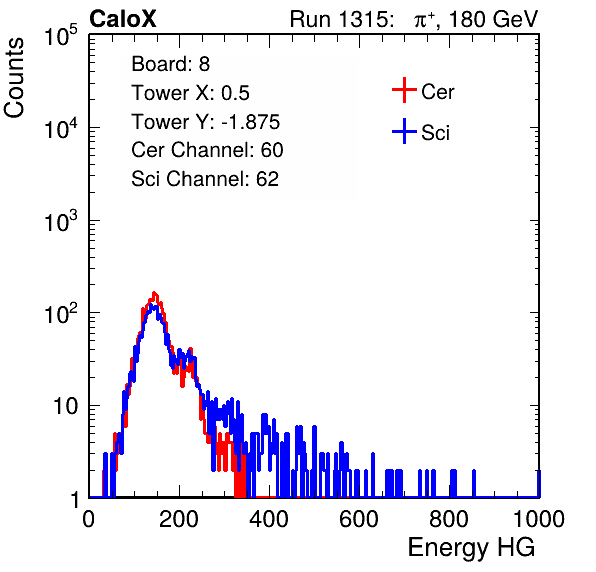 CaloX Run 1315: π⁺, 180 GeV
Counts
10⁵
10⁴
10³
10²
10
1
Board: 8
Tower X: 0.5
Tower Y: -1.875
Cer Channel: 60
Sci Channel: 62
Cer
Sci
0 200 400 600 800 1000
Energy HG